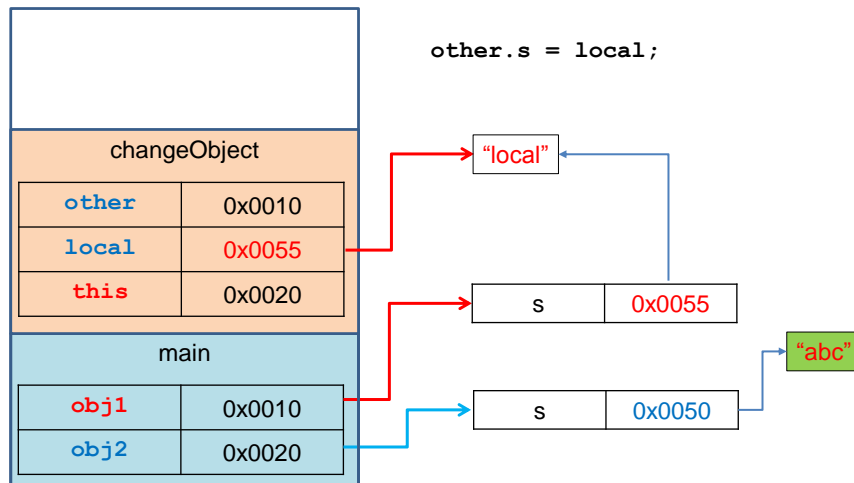 other.s = local;
changeObject
“local”
other 0x0010
local 0x0055
this 0x0020
s 0x0055
main
“abc”
obj1 0x0010
s 0x0050
obj2 0x0020